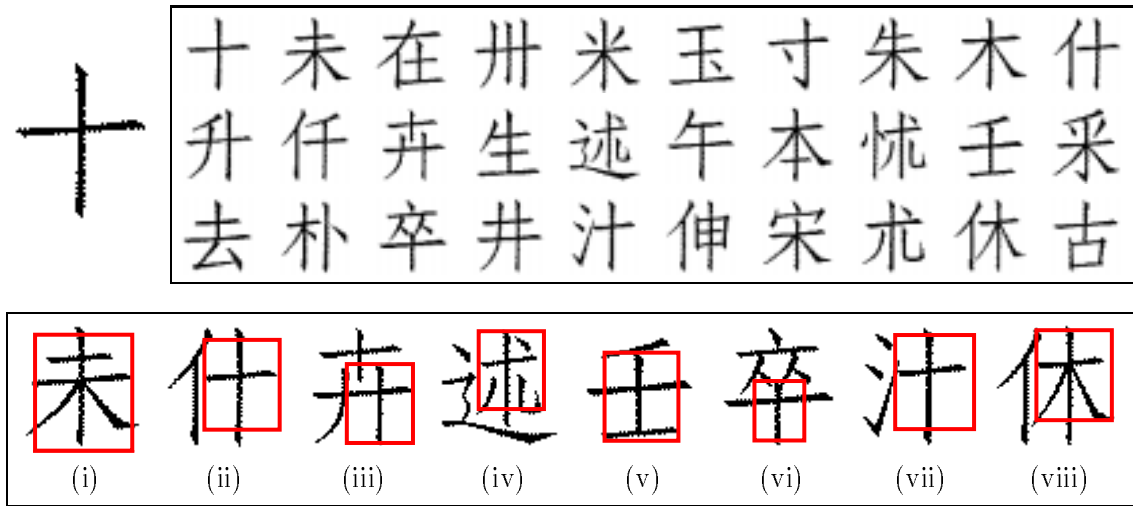 十
十未在卅米玉寸朱木什
升仟卉生述午本怵壬釆
去朴卒井汁伸宋朮休古
未什卉述壬卒汁休
(i) (ii) (iii) (iv) (v) (vi) (vii) (viii)